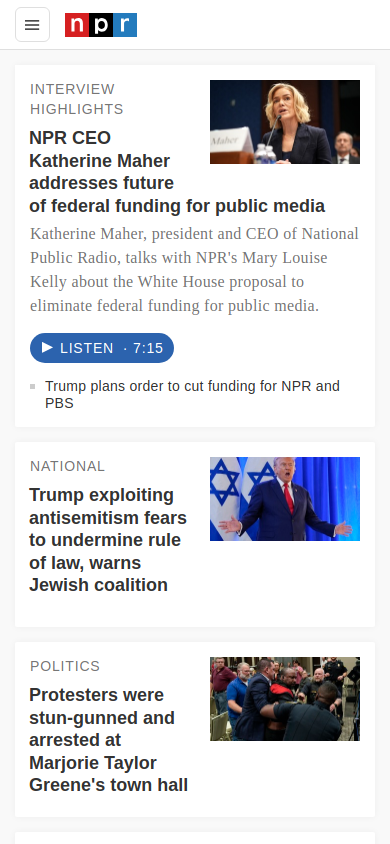 npr
INTERVIEW
HIGHLIGHTS
NPR CEO
Katherine Maher
addresses future
of federal funding for public media
Maher
Katherine Maher, president and CEO of National
Public Radio, talks with NPR's Mary Louise
Kelly about the White House proposal to
eliminate federal funding for public media.
LISTEN · 7:15
Trump plans order to cut funding for NPR and
PBS
NATIONAL
Trump exploiting
antisemitism fears
to undermine rule
of law, warns
Jewish coalition
POLITICS
Protesters were
stun-gunned and
arrested at
Marjorie Taylor
Greene's town hall